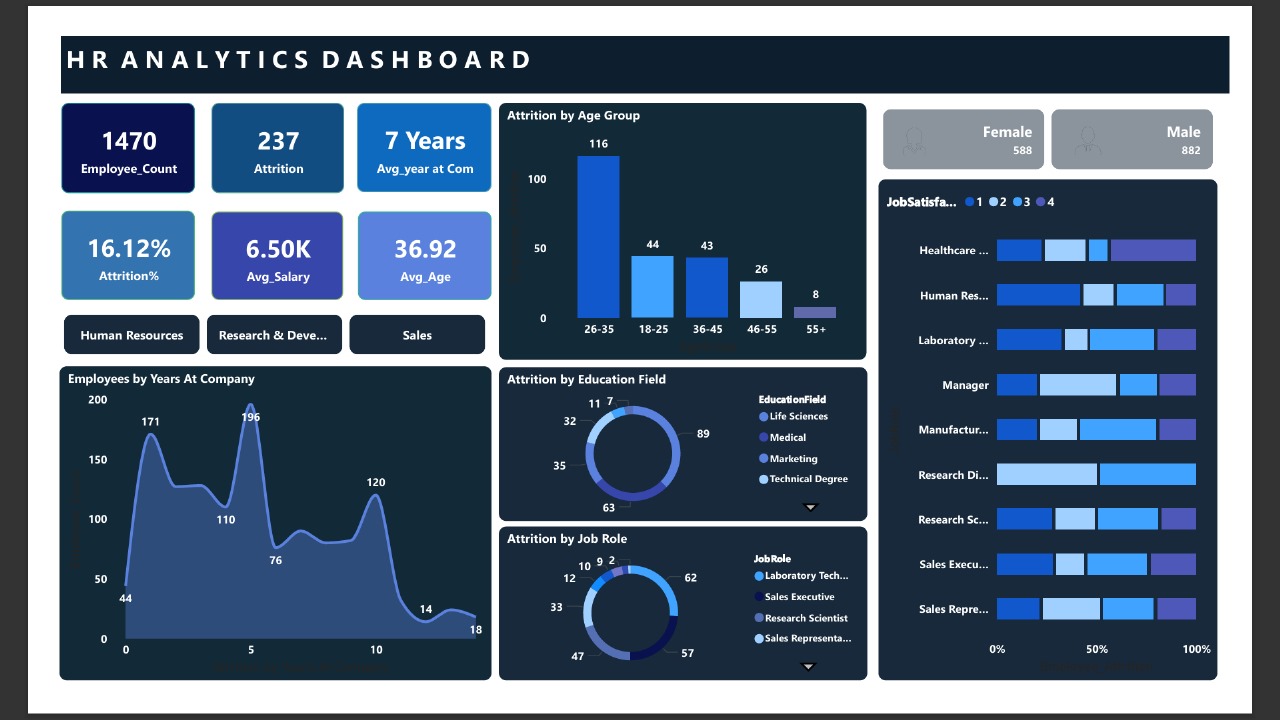 HR ANALYTICS DASHBOARD
1470
Employee_Count
237
Attrition
7 Years
Avg_year at Com
16.12%
Attrition%
6.50K
Avg_Salary
36.92
Avg_Age
Human Resources
Research & Deve...
Sales
Employees by Years At Company
200
150
100
50
0
171
196
110
76
120
44
14
18
0
5
10
Attrition by Age Group
100
50
0
116
44
43
26
8
26-35
18-25
36-45
46-55
55+
Attrition by Education Field
11
7
32
89
35
63
EducationField
Life Sciences
Medical
Marketing
Technical Degree
Attrition by Job Role
10
9
2
12
62
33
47
57
JobRole
Laboratory Tech...
Sales Executive
Research Scientist
Sales Representa...
Female
588
Male
882
JobSatisfa...
1
2
3
4
Healthcare ...
Human Res...
Laboratory ...
Manager
Manufactur...
Research Di...
Research Sc...
Sales Execu...
Sales Repre...
0%
50%
100%